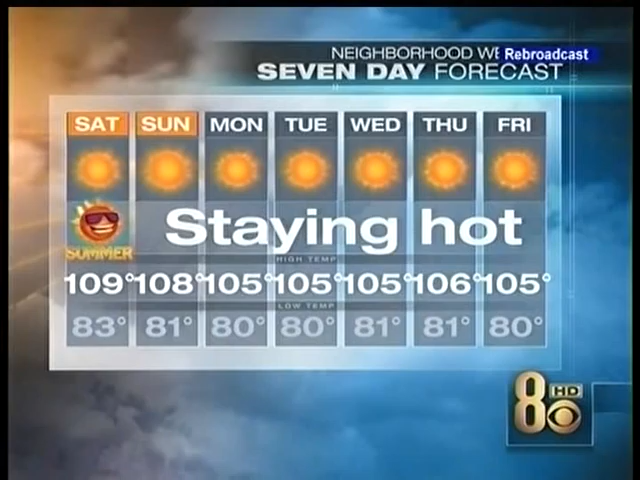 NEIGHBORHOOD WE
Rebroadcast
SEVEN DAY FORECAST
SAT SUN MON TUE WED THU FRI
Staying hot
SUMMER
HIGH TEMP
109° 108° 105° 105° 105° 106° 105°
LOW TEMP
83° 81° 80° 80° 81° 81° 80°
8 HD